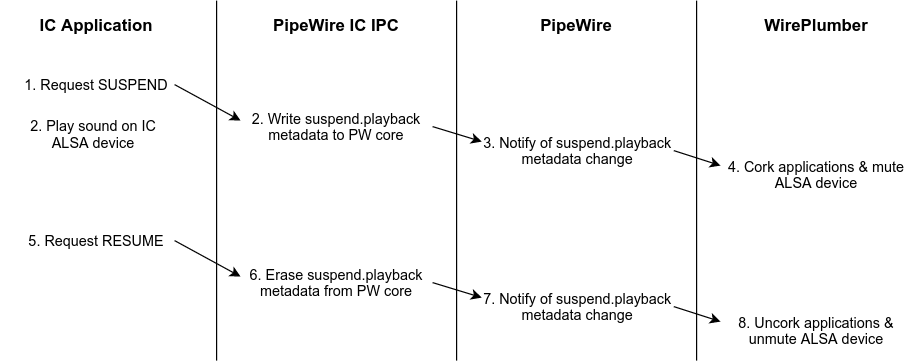 IC Application
PipeWire IC IPC
PipeWire
WirePlumber
1. Request SUSPEND
2. Play sound on IC
ALSA device
2. Write suspend.playback
metadata to PW core
3. Notify of suspend.playback
metadata change
4. Cork applications & mute
ALSA device
5. Request RESUME
6. Erase suspend.playback
metadata from PW core
7. Notify of suspend.playback
metadata change
8. Uncork applications &
unmute ALSA device